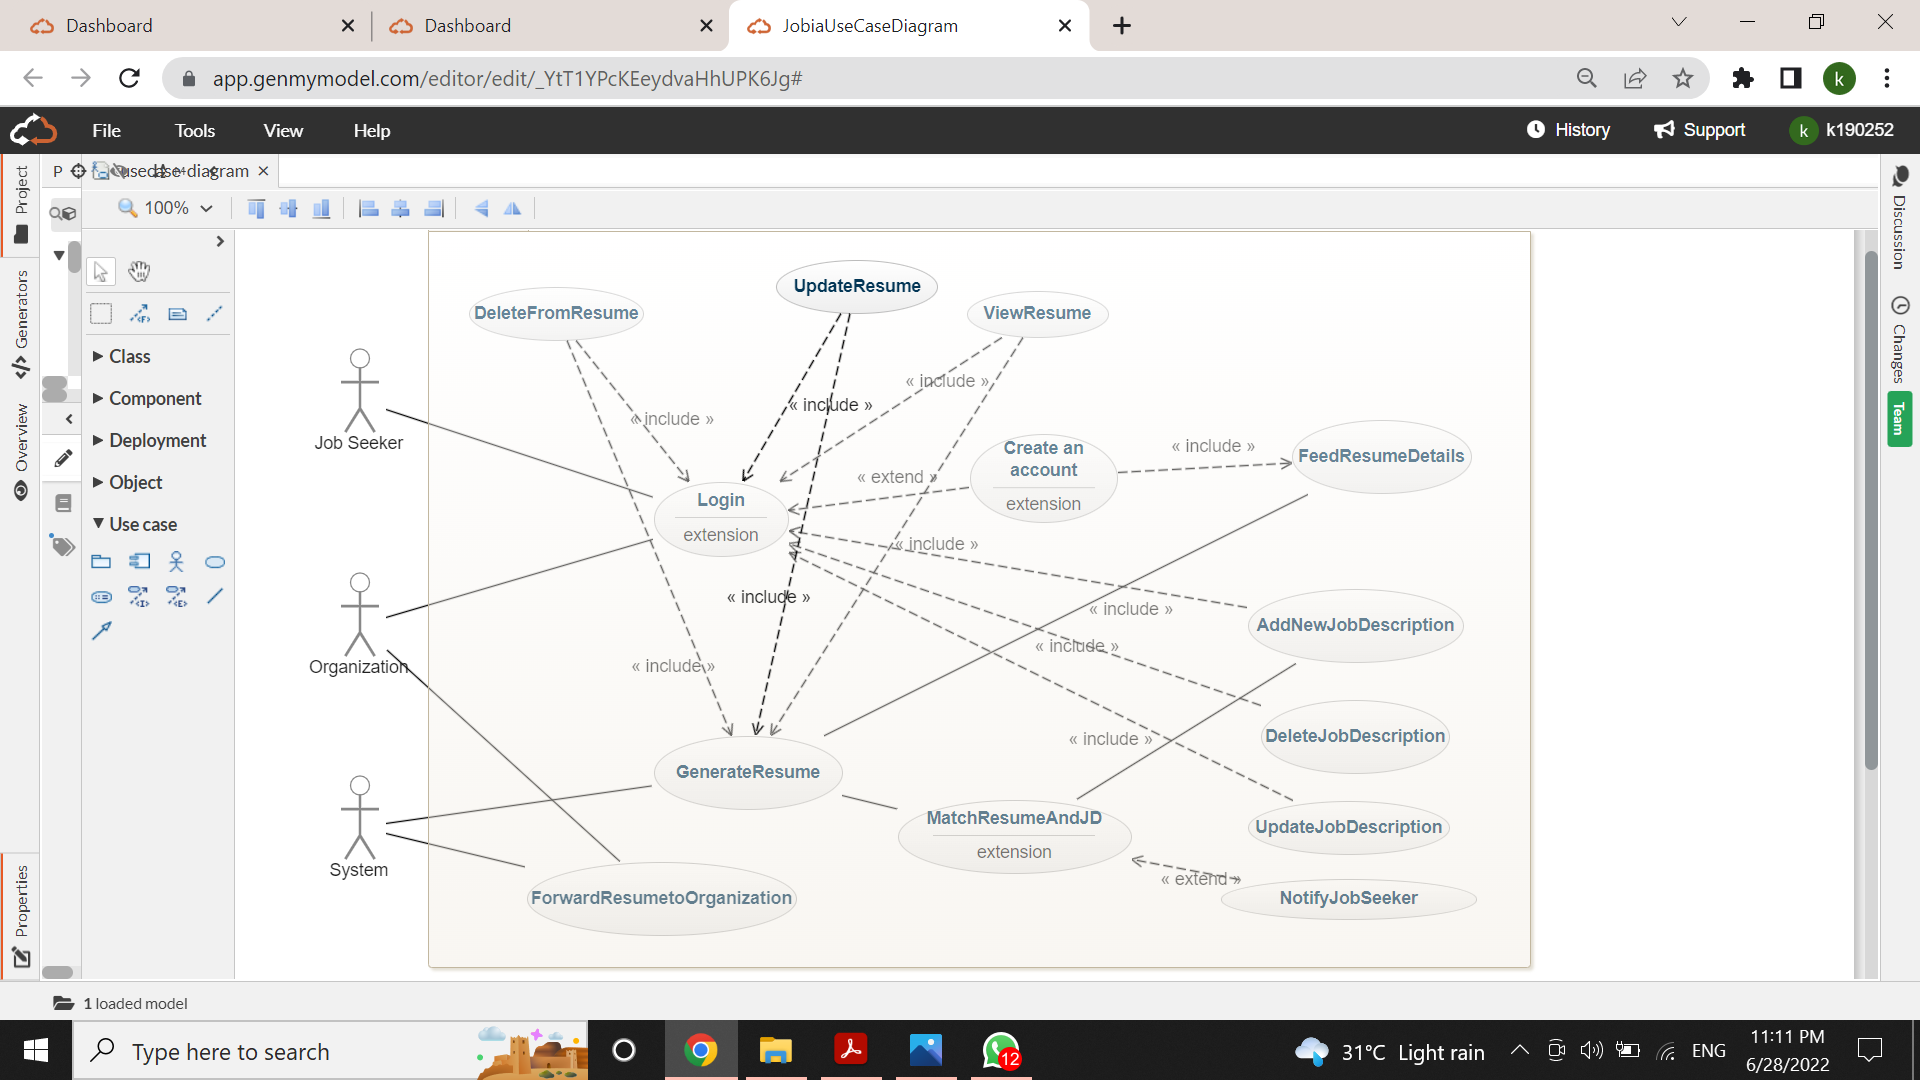 Dashboard
Dashboard
JobiaUseCaseDiagram
app.genmymodel.com/editor/edit/_YtT1YPcKEeydvaHhUPK6Jg#
k
File
Tools
View
Help
History
Support
k
k190252
Project
Generators
Overview
Properties
P
usecase-diagram
100%
Class
Component
Deployment
Object
Use case
Discussion
Changes
Team
UpdateResume
DeleteFromResume
ViewResume
« include »
« include »
« include »
Job Seeker
Create an
account
extension
« include »
FeedResumeDetails
« extend »
Login
extension
« include »
« include »
« include »
AddNewJobDescription
« include »
Organization
« include »
DeleteJobDescription
« include »
GenerateResume
MatchResumeAndJD
extension
UpdateJobDescription
System
« extend »
ForwardResumetoOrganization
NotifyJobSeeker
1 loaded model
Type here to search
12
31°C Light rain
ENG
11:11 PM
6/28/2022